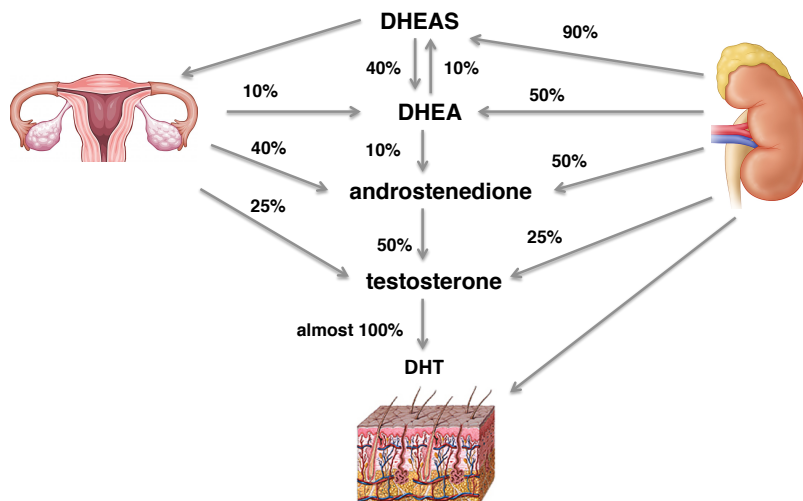 DHEAS
90%
40%
10%
10%
50%
DHEA
40%
10%
50%
androstenedione
25%
50%
25%
testosterone
almost 100%
DHT